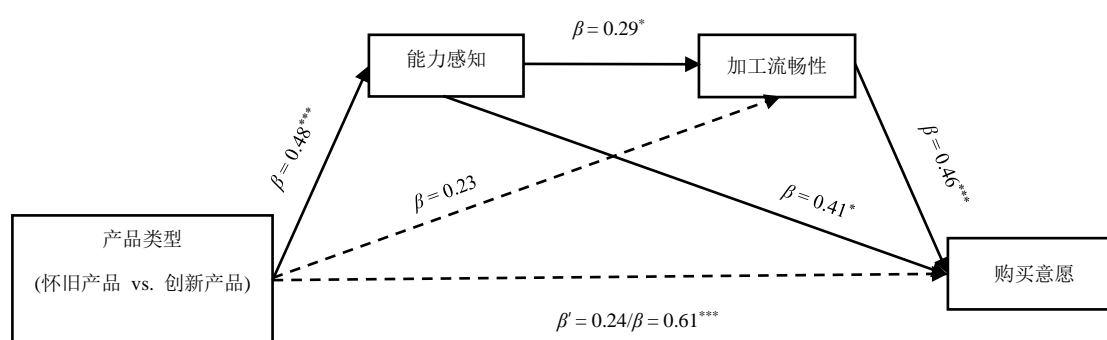 β = 0.29*
能力感知
加工流畅性
β = 0.48***
β = 0.46***
β = 0.23
β = 0.41*
产品类型
(怀旧产品 vs. 创新产品)
购买意愿
β′ = 0.24/β = 0.61***